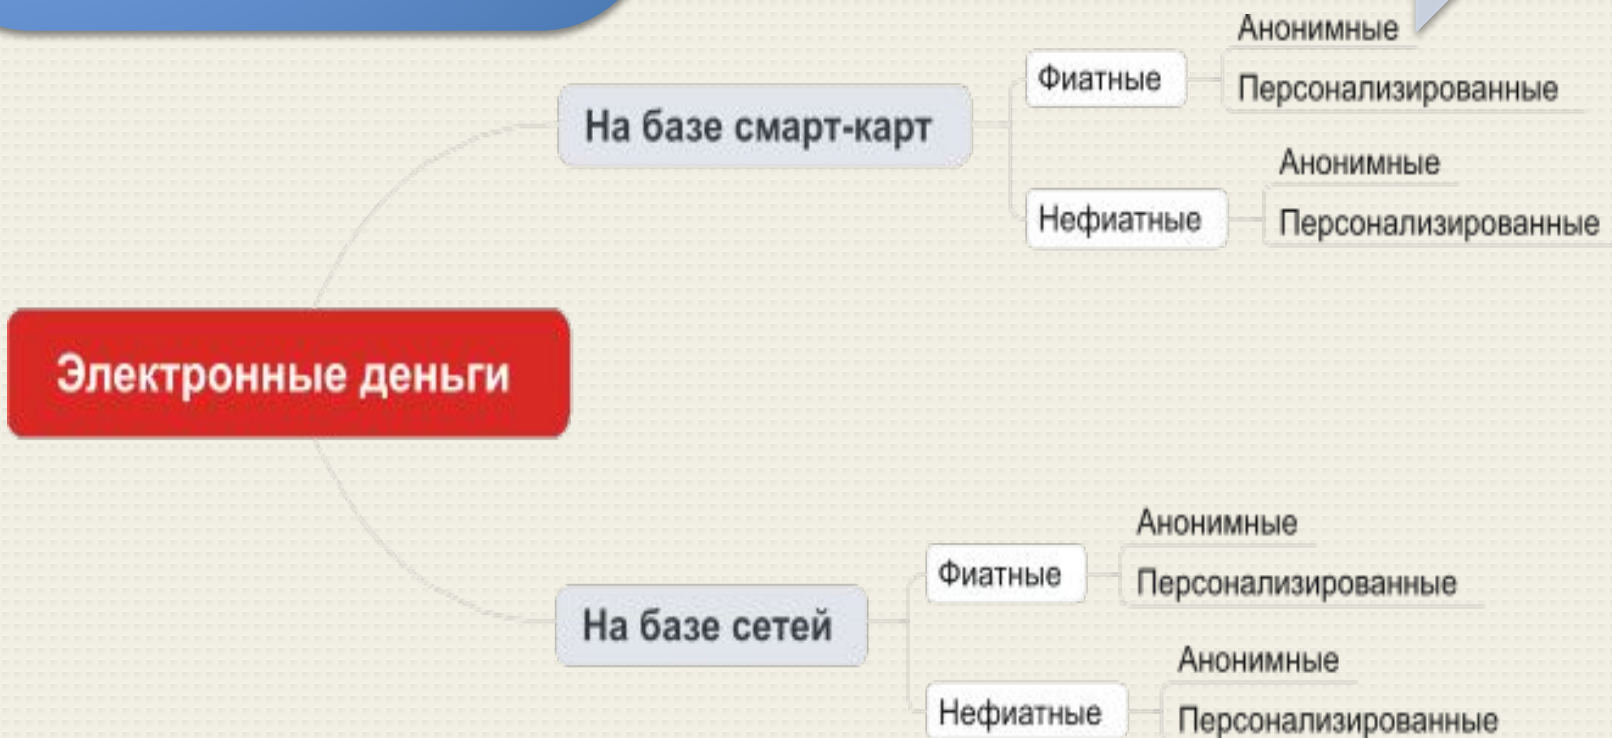 Анонимные
Фиатные
Персонализированные
На базе смарт-карт
Анонимные
Нефиатные
Персонализированные
Электронные деньги
Анонимные
Фиатные
Персонализированные
На базе сетей
Анонимные
Нефиатные
Персонализированные